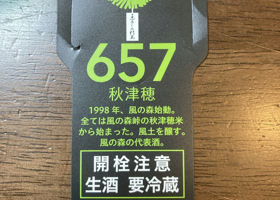 657
秋津穂
1998年、風の森始動。
全ては風の森峠の秋津穂米
から始まった。風土を醸す。
風の森の代表酒。
開栓注意
生酒 要冷蔵